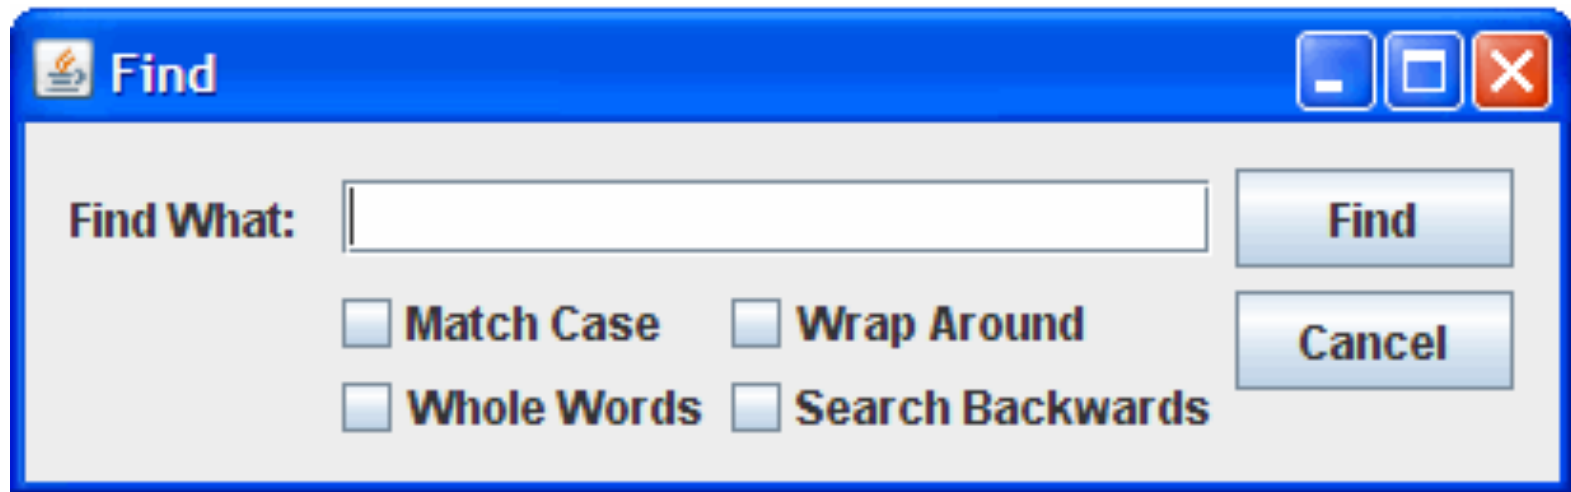 Find
Find What:
Find
Match Case
Wrap Around
Cancel
Whole Words
Search Backwards